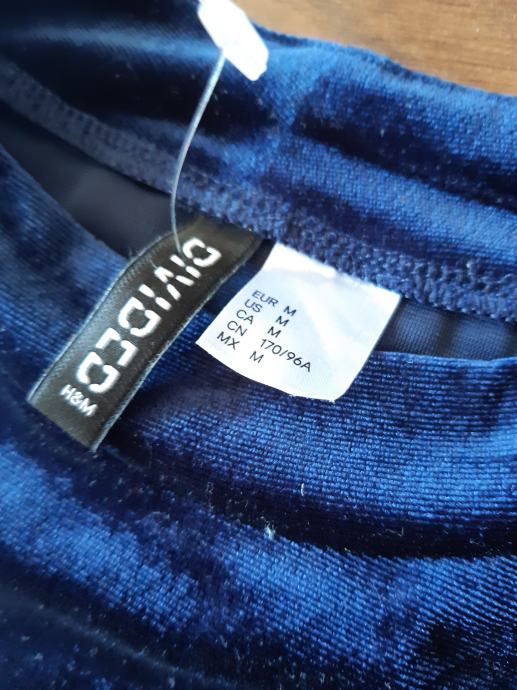 DIVIDED
H&M
EUR M
US M
CA M
CN 170/96A
MX M